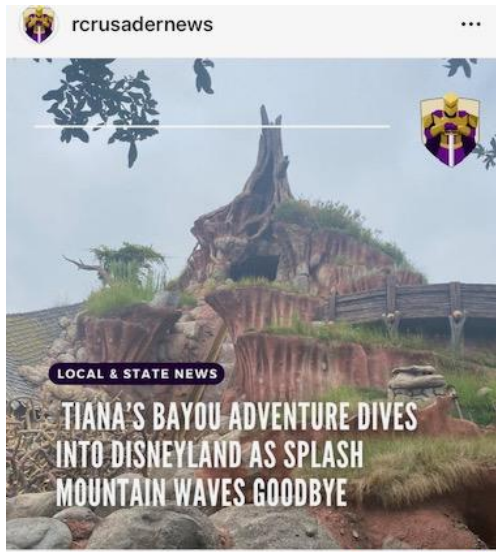 rcrusadernews
LOCAL & STATE NEWS
TIANA'S BAYOU ADVENTURE DIVES
INTO DISNEYLAND AS SPLASH
MOUNTAIN WAVES GOODBYE